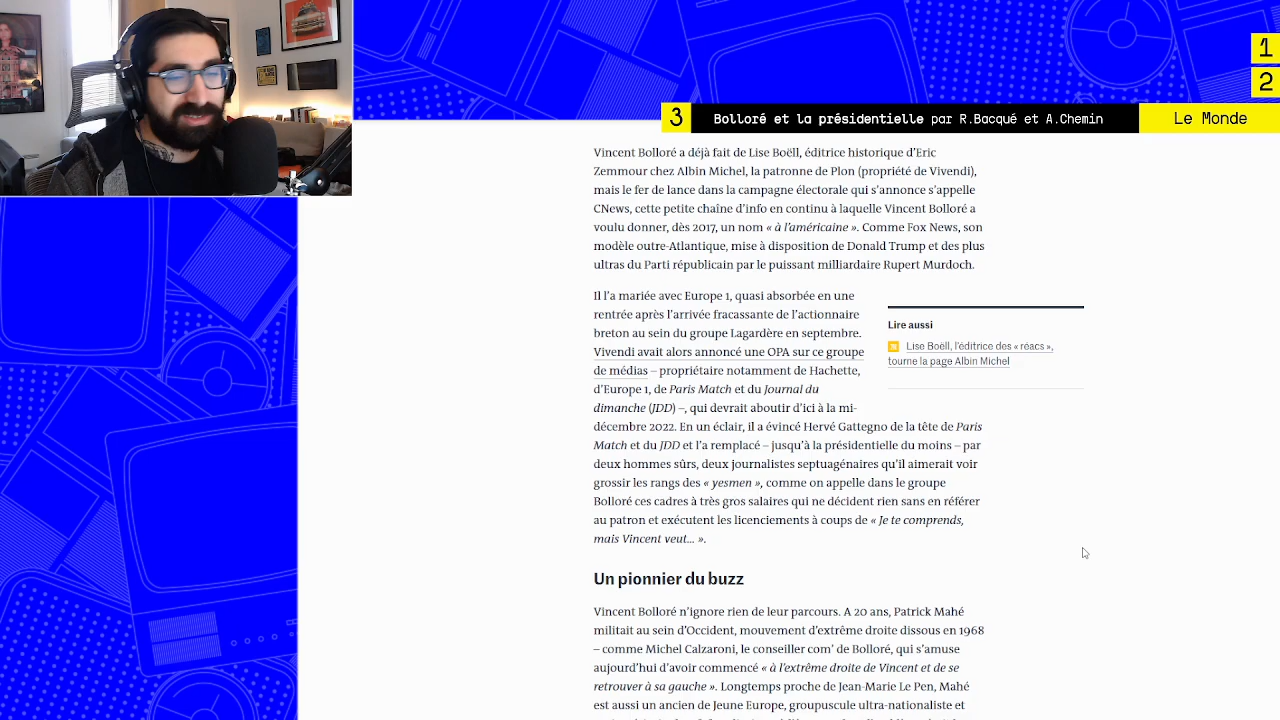 1
2
3 Bolloré et la présidentielle par R.Bacqué et A.Chemin Le Monde
Vincent Bolloré a déjà fait de Lise Boëll, éditrice historique d’Eric
Zemmour chez Albin Michel, la patronne de Plon (propriété de Vivendi),
mais le fer de lance dans la campagne électorale qui s’annonce s’appelle
CNews, cette petite chaîne d’info en continu à laquelle Vincent Bolloré a
voulu donner, dès 2017, un nom « à l’américaine ». Comme Fox News, son
modèle outre-Atlantique, mise à disposition de Donald Trump et des plus
ultras du Parti républicain par le puissant milliardaire Rupert Murdoch.
Il l’a mariée avec Europe 1, quasi absorbée en une
rentrée après l’arrivée fracassante de l’actionnaire
breton au sein du groupe Lagardère en septembre.
Vivendi avait alors annoncé une OPA sur ce groupe
de médias – propriétaire notamment de Hachette,
d’Europe 1, de Paris Match et du Journal du
dimanche (JDD) –, qui devrait aboutir d’ici à la mi-
décembre 2022. En un éclair, il a évincé Hervé Gattegno de la tête de Paris
Match et du JDD et l’a remplacé – jusqu’à la présidentielle du moins – par
deux hommes sûrs, deux journalistes septuagénaires qu’il aimerait voir
grossir les rangs des « yesmen », comme on appelle dans le groupe
Bolloré ces cadres à très gros salaires qui ne décident rien sans en référer
au patron et exécutent les licenciements à coups de « Je te comprends,
mais Vincent veut… ».
Lire aussi
Lise Boëll, l’éditrice des « réacs »,
tourne la page Albin Michel
Un pionnier du buzz
Vincent Bolloré n’ignore rien de leur parcours. A 20 ans, Patrick Mahé
militait au sein d’Occident, mouvement d’extrême droite dissous en 1968
– comme Michel Calzaroni, le conseiller com’ de Bolloré, qui s’amuse
aujourd’hui d’avoir commencé « à l’extrême droite de Vincent et de se
retrouver à sa gauche ». Longtemps proche de Jean-Marie Le Pen, Mahé
est aussi un ancien de Jeune Europe, groupuscule ultra-nationaliste et